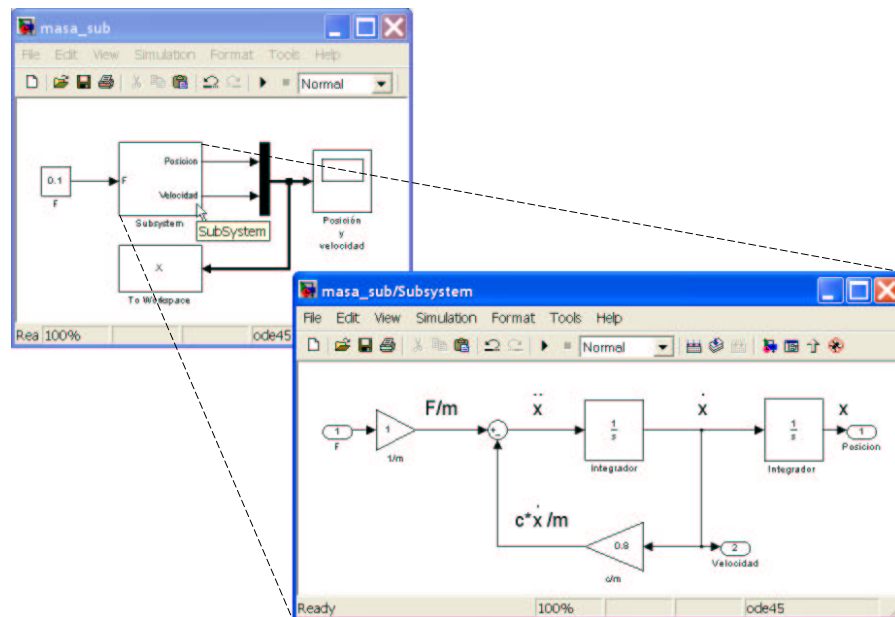 masa_sub
File Edit View Simulation Format Tools Help
Normal
0.1
F
F
Posicion
Velocidad
Subsystem
SubSystem
Posición
y
velocidad
X
To Workspace
Rea 100% ode45
masa_sub/Subsystem
File Edit View Simulation Format Tools Help
Normal
F/m
ẍ
ẋ
x
1
F
1
1/m
+
-
1
s
Integrador
1
s
Integrador
1
Posicion
c*ẋ/m
0.8
c/m
2
Velocidad
Ready 100% ode45